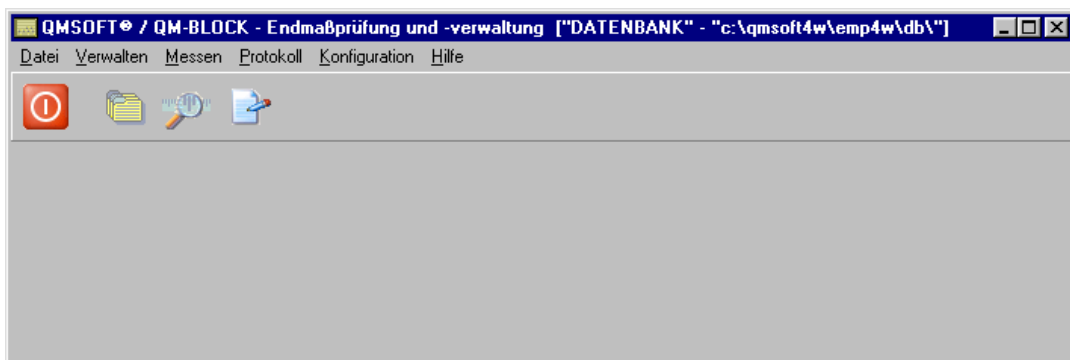 QMSOFT® / QM-BLOCK - Endmaßprüfung und -verwaltung ["DATENBANK" - "c:\qmsoft4w\emp4w\db\"]
Datei Verwalten Messen Protokoll Konfiguration Hilfe